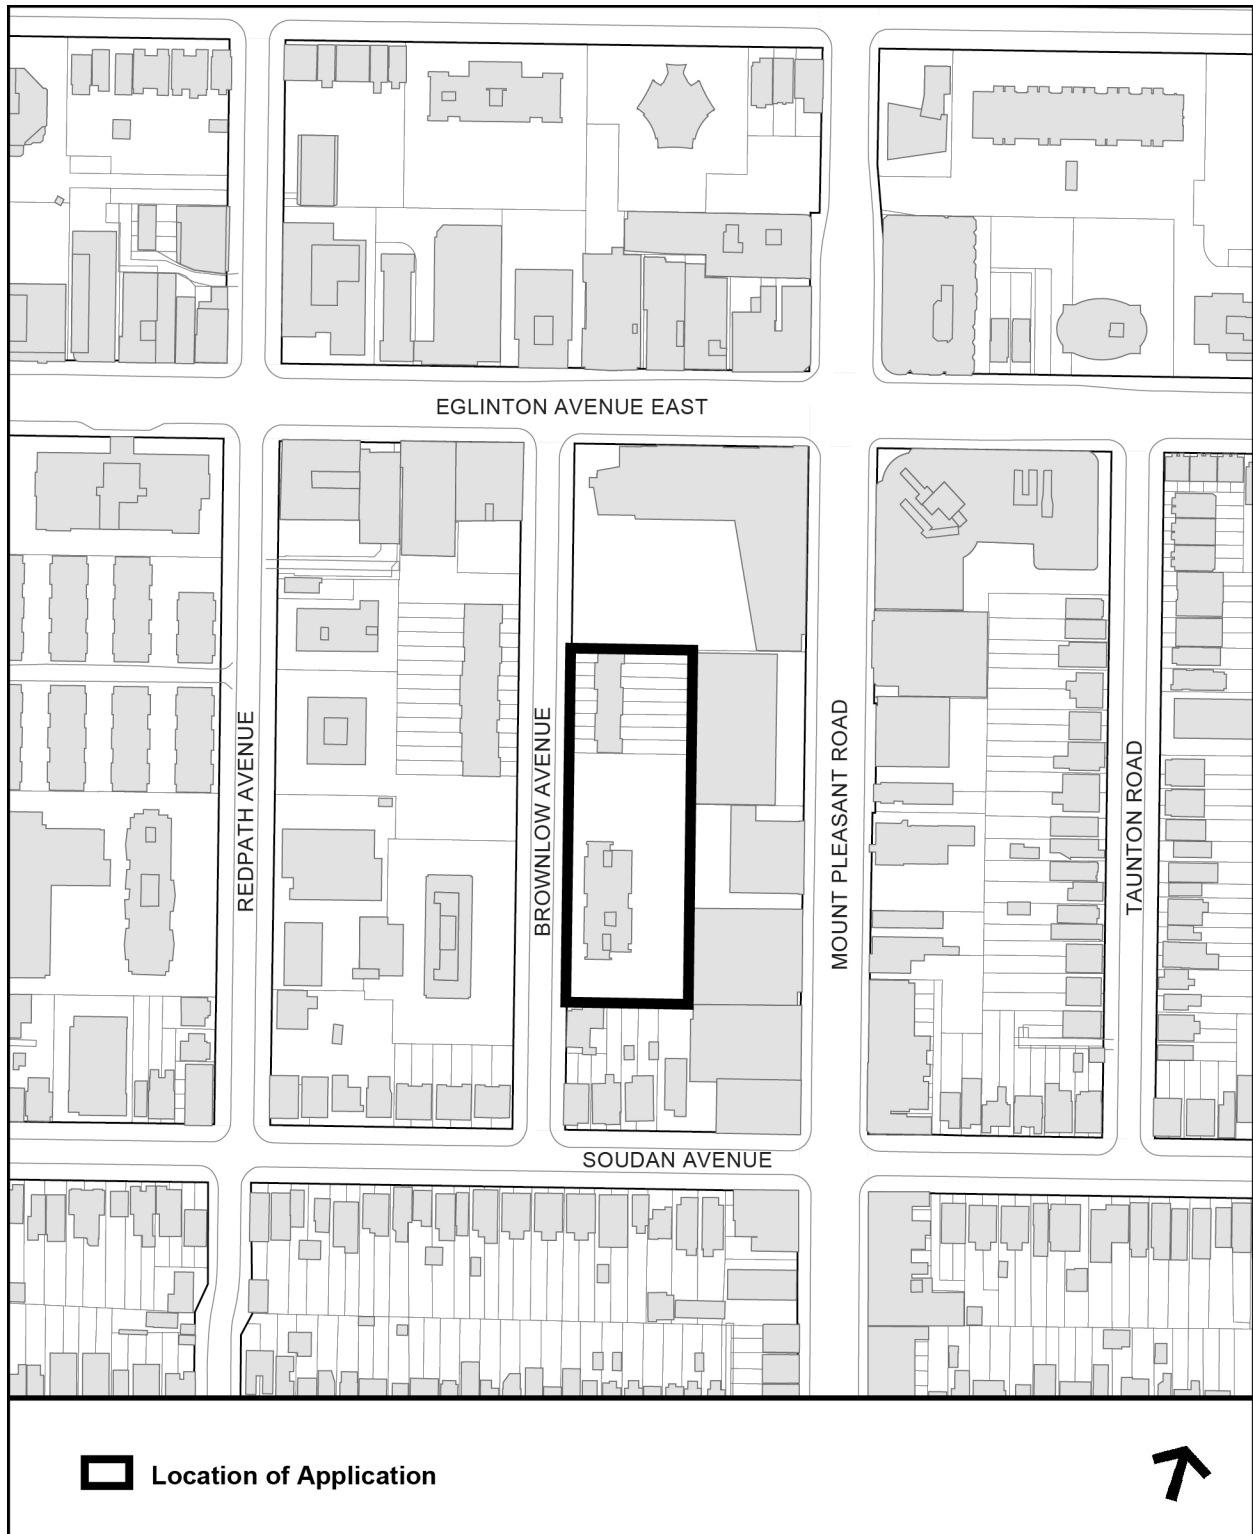 EGLINTON AVENUE EAST
REDPATH AVENUE
BROWNLOW AVENUE
MOUNT PLEASANT ROAD
TAUNTON ROAD
SOUDAN AVENUE
Location of Application